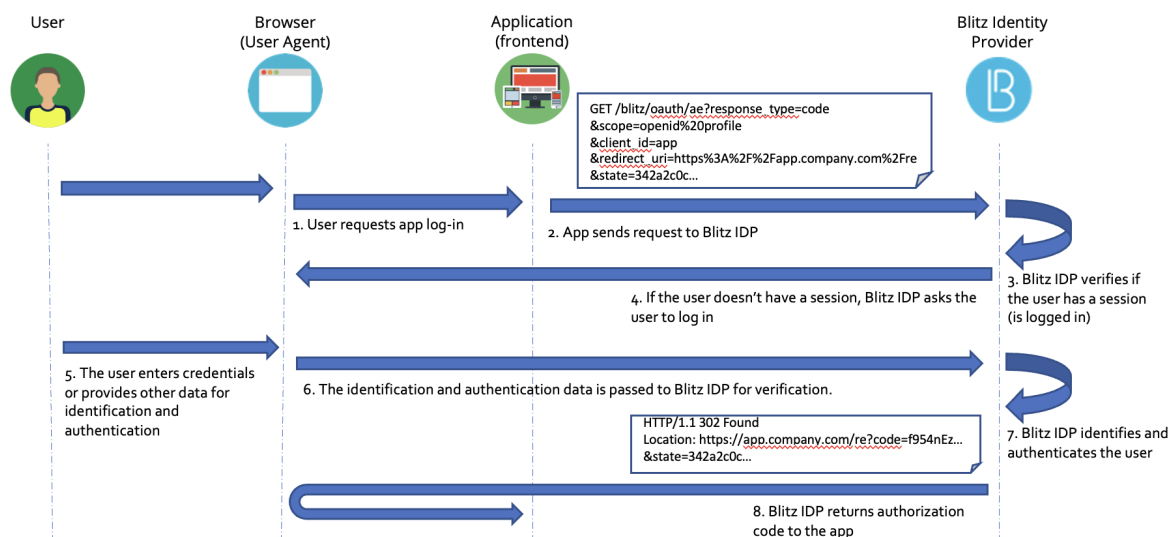 User
Browser
(User Agent)
Application
(frontend)
Blitz Identity
Provider
GET /blitz/oauth/ae?response_type=code
&scope=openid%20profile
&client_id=app
&redirect_uri=https%3A%2F%2Fapp.company.com%2Fre
&state=342a2c0c...
1. User requests app log-in
2. App sends request to Blitz IDP
3. Blitz IDP verifies if
the user has a session
(is logged in)
4. If the user doesn't have a session, Blitz IDP asks the
user to log in
5. The user enters credentials
or provides other data for
identification and
authentication
6. The identification and authentication data is passed to Blitz IDP for verification.
7. Blitz IDP identifies and
authenticates the user
HTTP/1.1 302 Found
Location: https://app.company.com/re?code=f954nEz...
&state=342a2c0c...
8. Blitz IDP returns authorization
code to the app